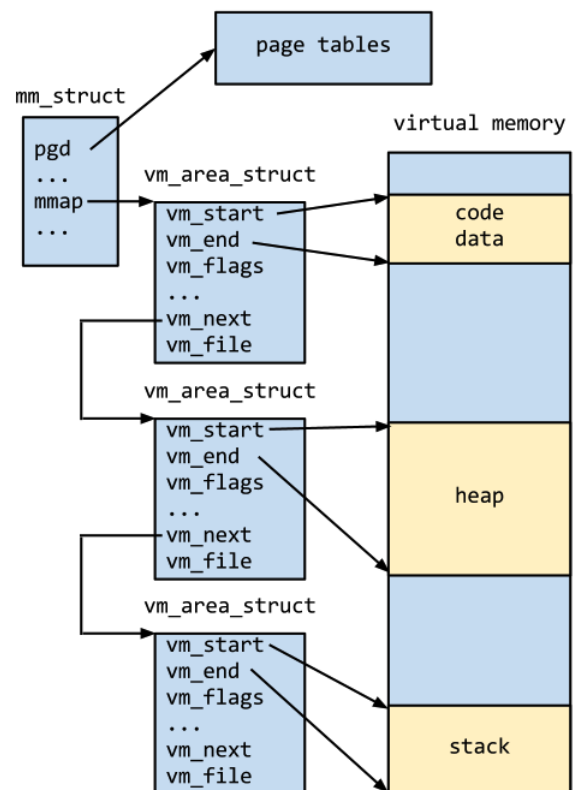 page tables
mm_struct
pgd
...
mmap
...
vm_area_struct
vm_start
vm_end
vm_flags
...
vm_next
vm_file
vm_area_struct
vm_start
vm_end
vm_flags
...
vm_next
vm_file
vm_area_struct
vm_start
vm_end
vm_flags
...
vm_next
vm_file
virtual memory
code
data
heap
stack